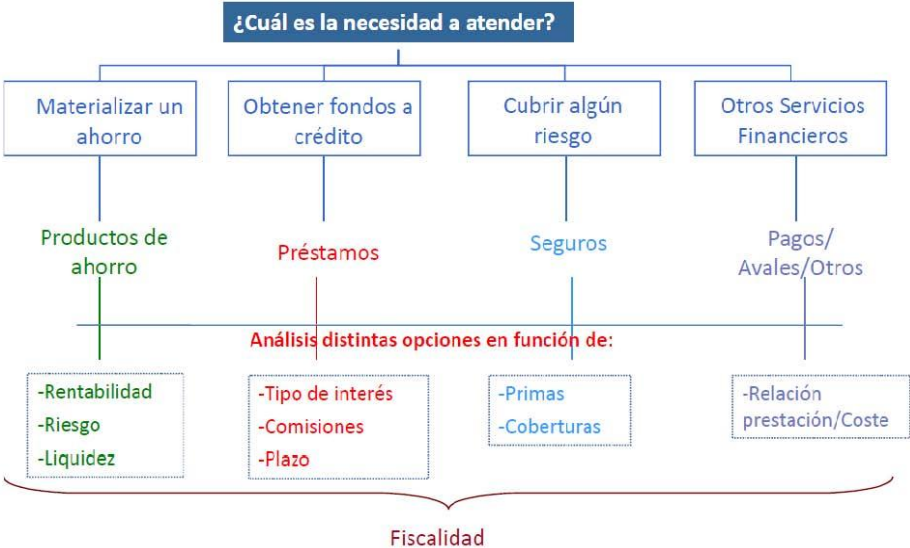 ¿Cuál es la necesidad a atender?
Materializar un
ahorro
Obtener fondos a
crédito
Cubrir algún
riesgo
Otros Servicios
Financieros
Productos de
ahorro
Préstamos
Seguros
Pagos/
Avales/Otros
Análisis distintas opciones en función de:
-Rentabilidad
-Riesgo
-Liquidez
-Tipo de interés
-Comisiones
-Plazo
-Primas
-Coberturas
-Relación
prestación/Coste
Fiscalidad